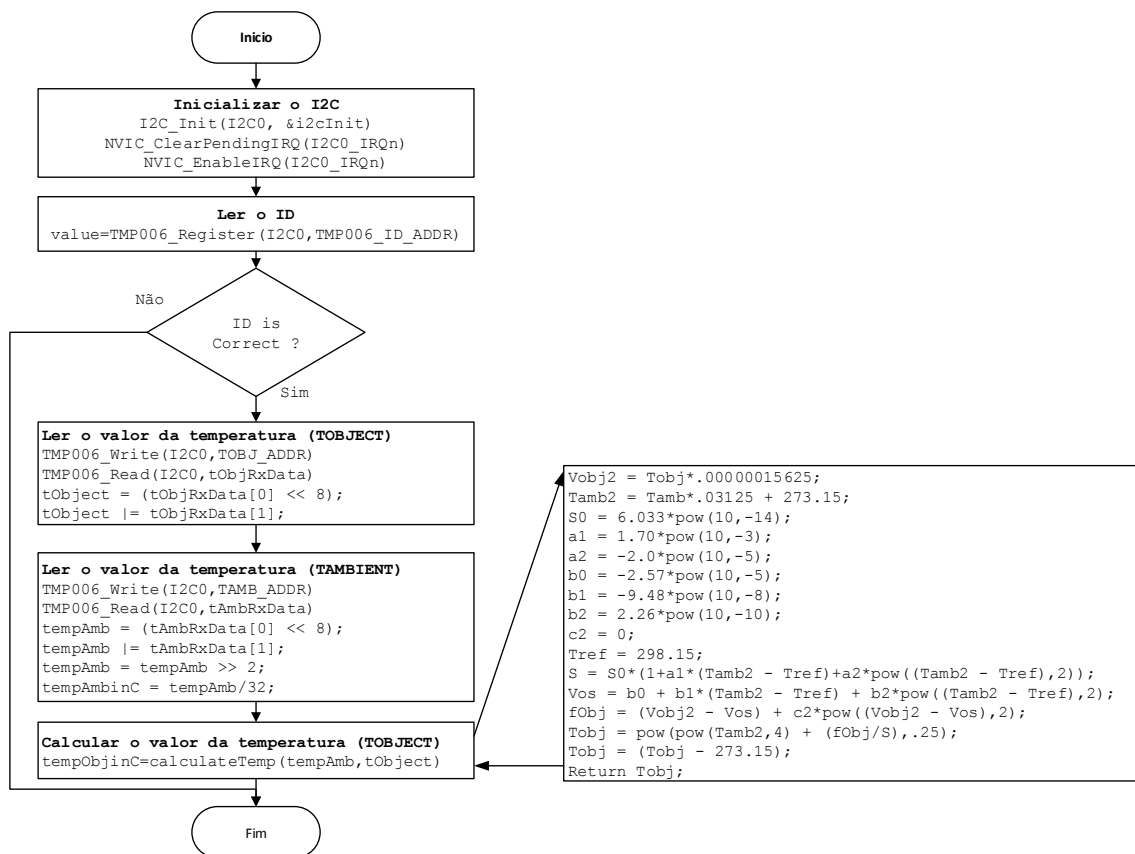 Inicio
Inicializar o I2C
I2C_Init(I2C0, &i2cInit)
NVIC_ClearPendingIRQ(I2C0_IRQn)
NVIC_EnableIRQ(I2C0_IRQn)
Ler o ID
value=TMP006_Register(I2C0,TMP006_ID_ADDR)
Não
ID is
Correct ?
Sim
Ler o valor da temperatura (TOBJECT)
TMP006_Write(I2C0,TOBJ_ADDR)
TMP006_Read(I2C0,tObjRxData)
tObject = (tObjRxData[0] << 8);
tObject |= tObjRxData[1];
Ler o valor da temperatura (TAMBIENT)
TMP006_Write(I2C0,TAMB_ADDR)
TMP006_Read(I2C0,tAmbRxData)
tempAmb = (tAmbRxData[0] << 8);
tempAmb |= tAmbRxData[1];
tempAmb = tempAmb >> 2;
tempAmbinC = tempAmb/32;
Calcular o valor da temperatura (TOBJECT)
tempObjinC=calculateTemp(tempAmb,tObject)
Vobj2 = Tobj*.00000015625;
Tamb2 = Tamb*.03125 + 273.15;
S0 = 6.033*pow(10,-14);
a1 = 1.70*pow(10,-3);
a2 = -2.0*pow(10,-5);
b0 = -2.57*pow(10,-5);
b1 = -9.48*pow(10,-8);
b2 = 2.26*pow(10,-10);
c2 = 0;
Tref = 298.15;
S = S0*(1+a1*(Tamb2 - Tref)+a2*pow((Tamb2 - Tref),2));
Vos = b0 + b1*(Tamb2 - Tref) + b2*pow((Tamb2 - Tref),2);
fObj = (Vobj2 - Vos) + c2*pow((Vobj2 - Vos),2);
Tobj = pow(pow(Tamb2,4) + (fObj/S),.25);
Tobj = (Tobj - 273.15);
Return Tobj;
Fim